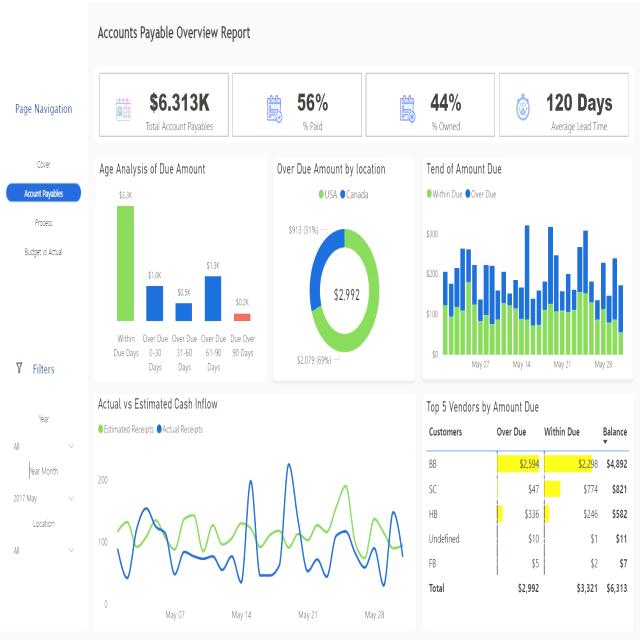 Accounts Payable Overview Report
Page Navigation
Cover
Acount Payables
Process
Budget vs Actual
Filters
Year
All
Year Month
2017 May
Location
All
$6.313K
Total Account Payables
56%
% Paid
44%
% Owned
120 Days
Average Lead Time
Age Analysis of Due Amount
$3.3K
$1.0K
$0.5K
$1.3K
$0.2K
Within Due Days
Over Due 0-30 Days
Over Due 31-60 Days
Over Due 61-90 Days
Due Over 90 Days
Over Due Amount by location
USA Canada
$913 (31%)
$2,992
$2.079 (69%)
Tend of Amount Due
Within Due Over Due
$300
$200
$100
$0
May 07 May 14 May 21 May 28
Actual vs Estimated Cash Inflow
Estimated Receipts Actual Receipts
200
100
0
May 07 May 14 May 21 May 28
Top 5 Vendors by Amount Due
Customers Over Due Within Due Balance
BB $2,594 $2,298 $4,892
SC $47 $774 $821
HB $336 $246 $582
Undefined $10 $1 $11
FB $5 $2 $7
Total $2,992 $3,321 $6,313